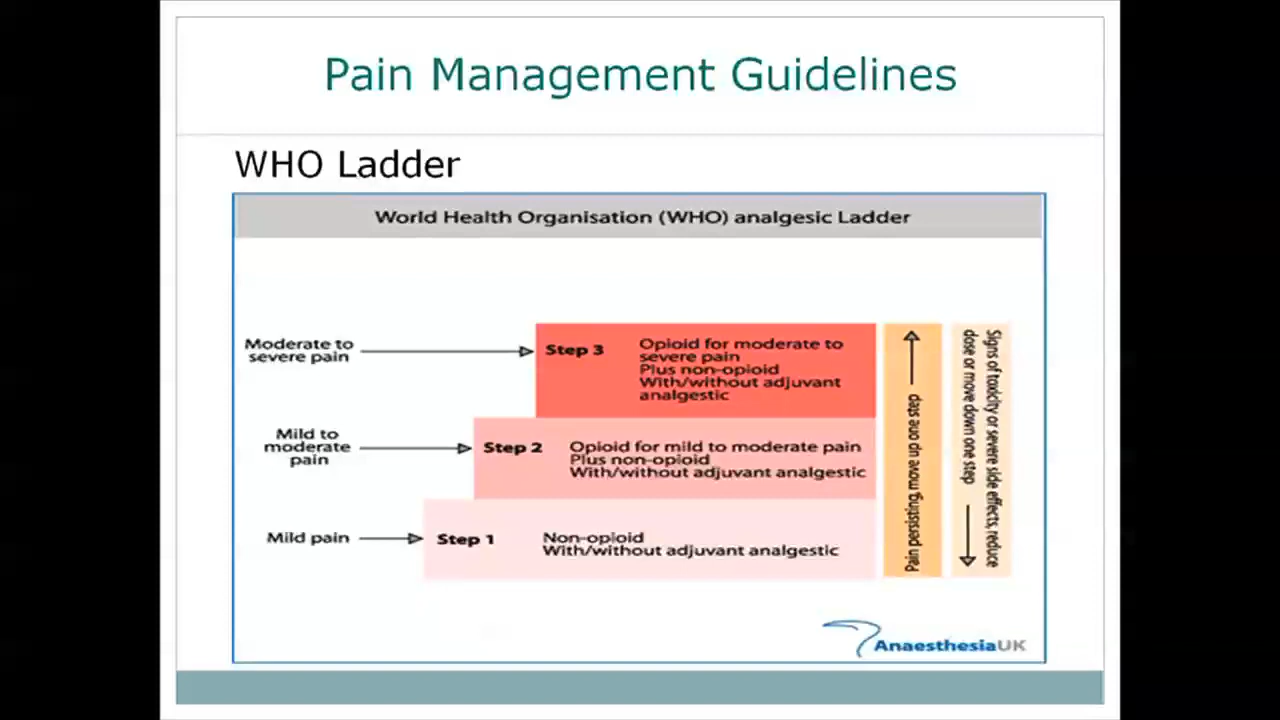 Pain Management Guidelines
WHO Ladder
World Health Organisation (WHO) analgesic Ladder
Moderate to
severe pain
Step 3
Opioid for moderate to
severe pain
Plus non-opioid
With/without adjuvant
analgestic
Mild to
moderate
pain
Step 2
Opioid for mild to moderate pain
Plus non-opioid
With/without adjuvant analgestic
Mild pain
Step 1
Non-opioid
With/without adjuvant analgestic
Pain persisting, move up one step
Signs of toxicity or severe side effects, reduce
dose or move down one step
AnaesthesiaUK